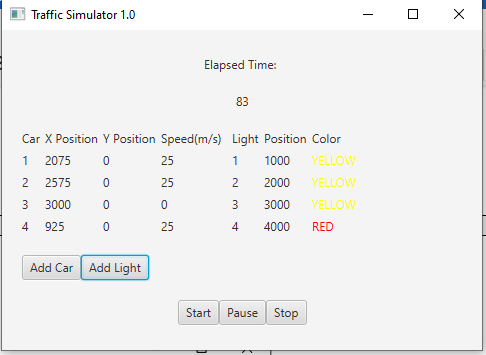 Traffic Simulator 1.0
Elapsed Time:
83
Car X Position Y Position Speed(m/s) Light Position Color
1 2075 0 25 1 1000 YELLOW
2 2575 0 25 2 2000 YELLOW
3 3000 0 0 3 3000 YELLOW
4 925 0 25 4 4000 RED
Add Car Add Light
Start Pause Stop